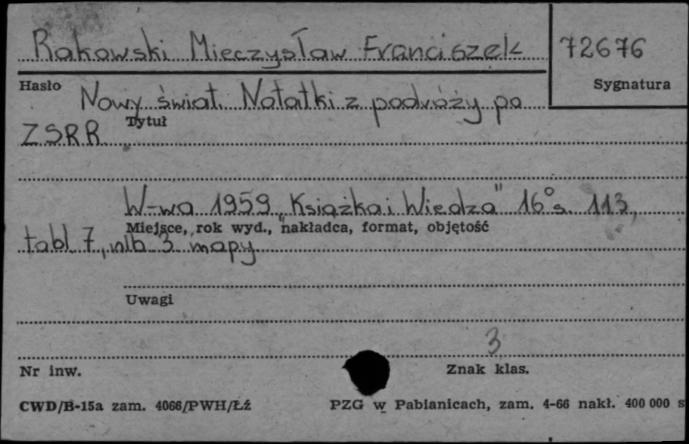 Rakowski Mieczysław Franciszek 72676
Hasło Sygnatura
Nowy świat. Notatki z podróży po
Tytuł
ZSRR
W-wa 1959 "Książka i Wiedza" 16° s. 113,
Miejsce, rok wyd., nakładca, format, objętość
tabl 7, nlb 3 mapy
Uwagi
3
Nr inw. Znak klas.
CWD/B-15a zam. 4066/PWH/Łź PZG w Pabianicach, zam. 4-66 nakł. 400 000 s